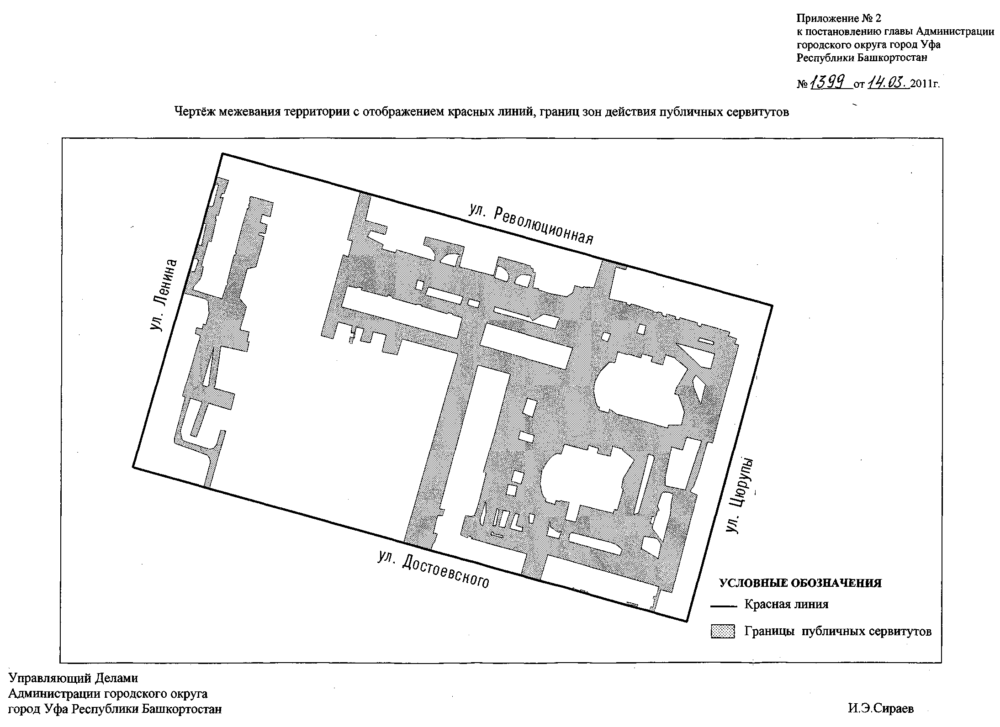 Приложение № 2
к постановлению главы Администрации
городского округа город Уфа
Республики Башкортостан
№ 1399 от 14.03. 2011г.
Чертёж межевания территории с отображением красных линий, границ зон действия публичных сервитутов
ул. Революционная
ул. Ленина
ул. Цюрупы
ул. Достоевского
УСЛОВНЫЕ ОБОЗНАЧЕНИЯ
Красная линия
Границы публичных сервитутов
Управляющий Делами
Администрации городского округа
город Уфа Республики Башкортостан
И.Э.Сираев